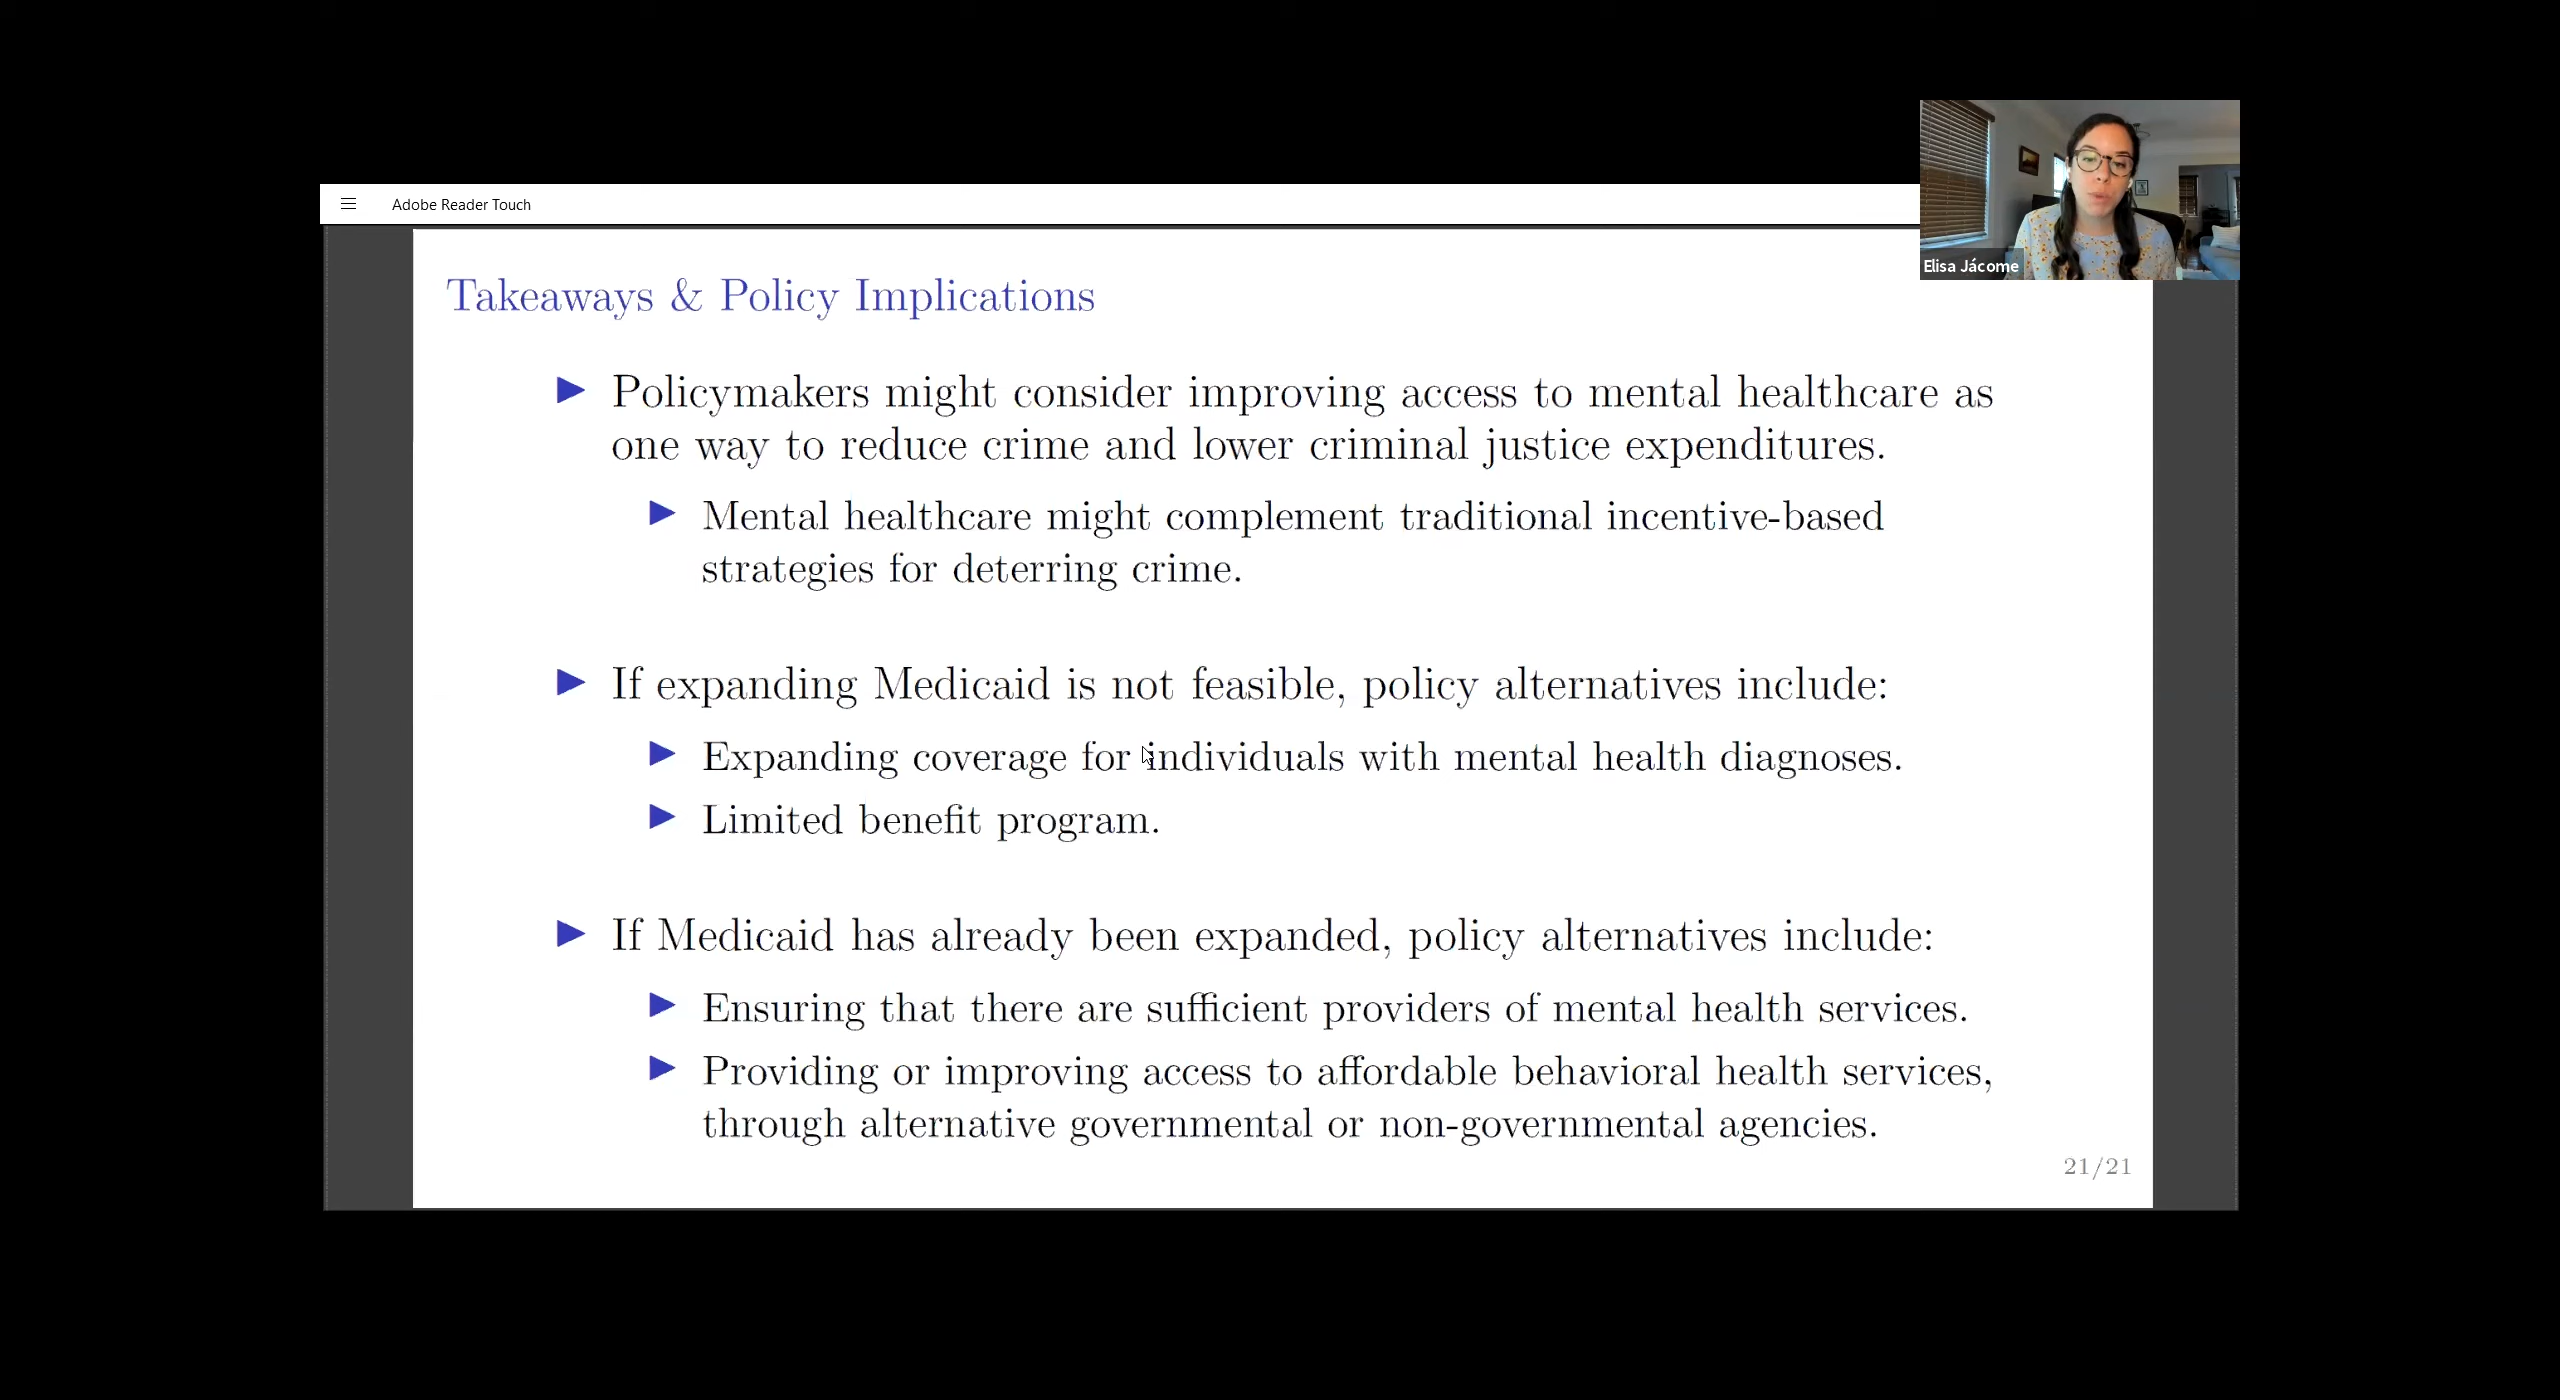 Adobe Reader Touch
Elisa Jácome
Takeaways & Policy Implications
Policymakers might consider improving access to mental healthcare as
one way to reduce crime and lower criminal justice expenditures.
Mental healthcare might complement traditional incentive-based
strategies for deterring crime.
If expanding Medicaid is not feasible, policy alternatives include:
Expanding coverage for individuals with mental health diagnoses.
Limited benefit program.
If Medicaid has already been expanded, policy alternatives include:
Ensuring that there are sufficient providers of mental health services.
Providing or improving access to affordable behavioral health services,
through alternative governmental or non-governmental agencies.
21/21